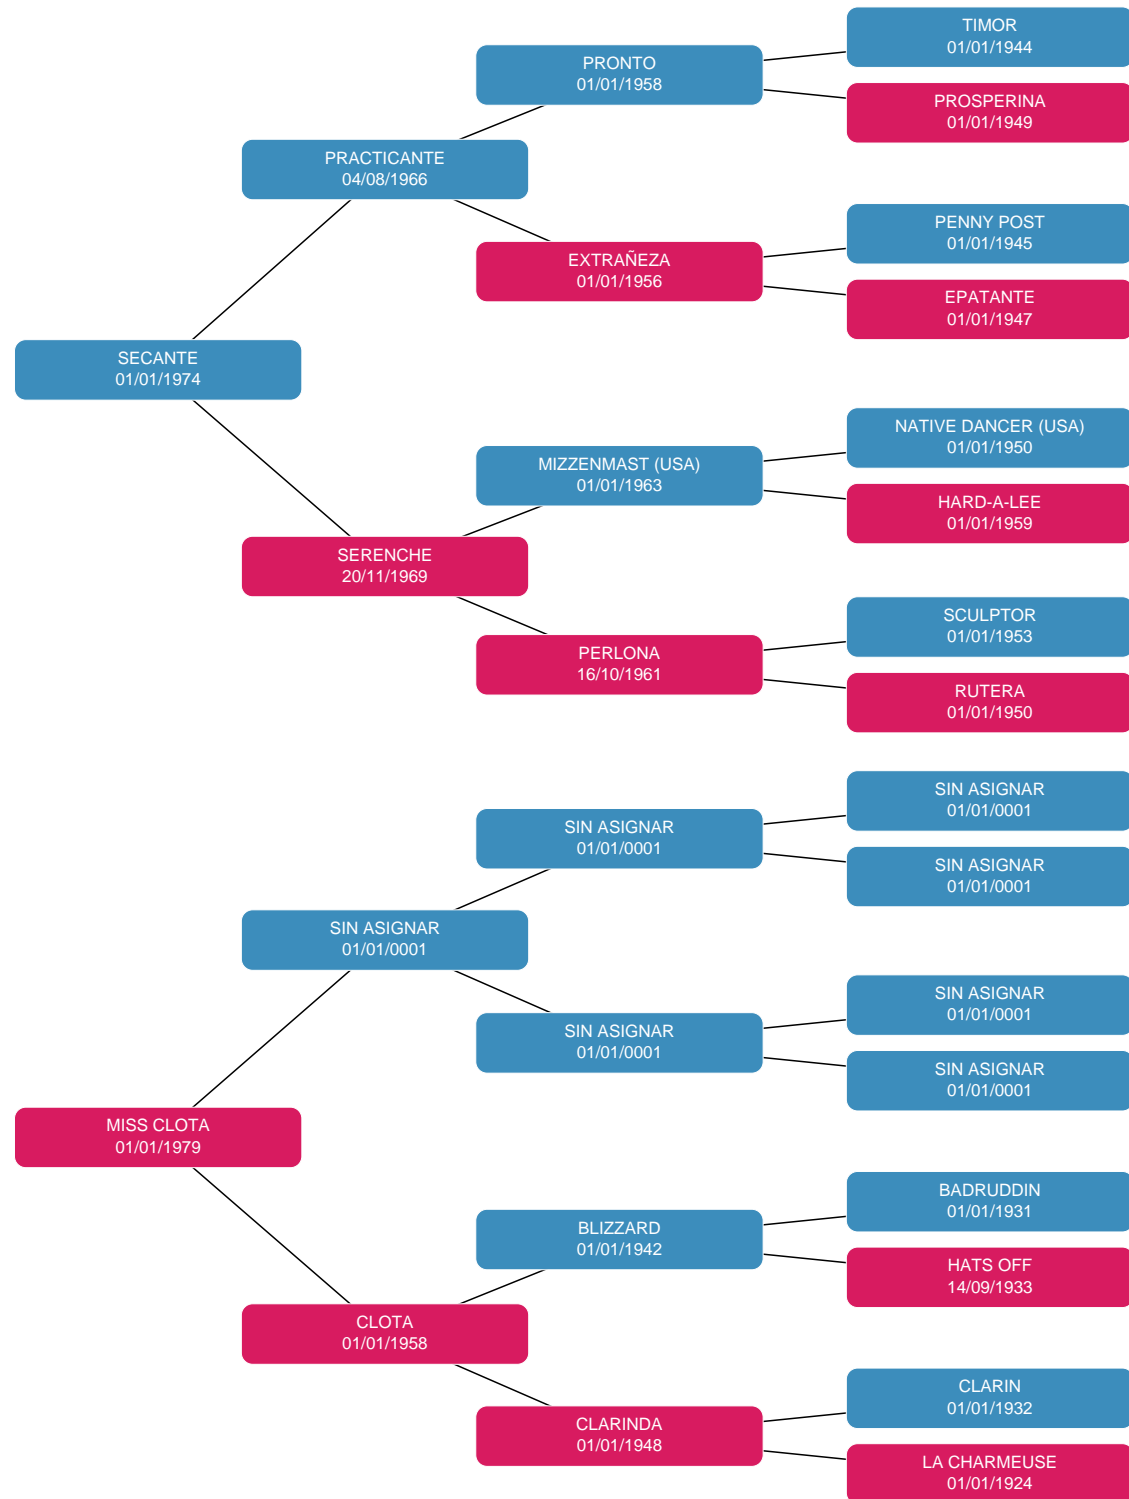 TIMOR
01/01/1944
PRONTO
01/01/1958
PROSPERINA
01/01/1949
PRACTICANTE
04/08/1966
PENNY POST
01/01/1945
EXTRAÑEZA
01/01/1956
EPATANTE
01/01/1947
SECANTE
01/01/1974
NATIVE DANCER (USA)
01/01/1950
MIZZENMAST (USA)
01/01/1963
HARD-A-LEE
01/01/1959
SERENCHE
20/11/1969
SCULPTOR
01/01/1953
PERLONA
16/10/1961
RUTERA
01/01/1950
SIN ASIGNAR
01/01/0001
SIN ASIGNAR
01/01/0001
SIN ASIGNAR
01/01/0001
SIN ASIGNAR
01/01/0001
SIN ASIGNAR
01/01/0001
SIN ASIGNAR
01/01/0001
SIN ASIGNAR
01/01/0001
MISS CLOTA
01/01/1979
BADRUDDIN
01/01/1931
BLIZZARD
01/01/1942
HATS OFF
14/09/1933
CLOTA
01/01/1958
CLARIN
01/01/1932
CLARINDA
01/01/1948
LA CHARMEUSE
01/01/1924